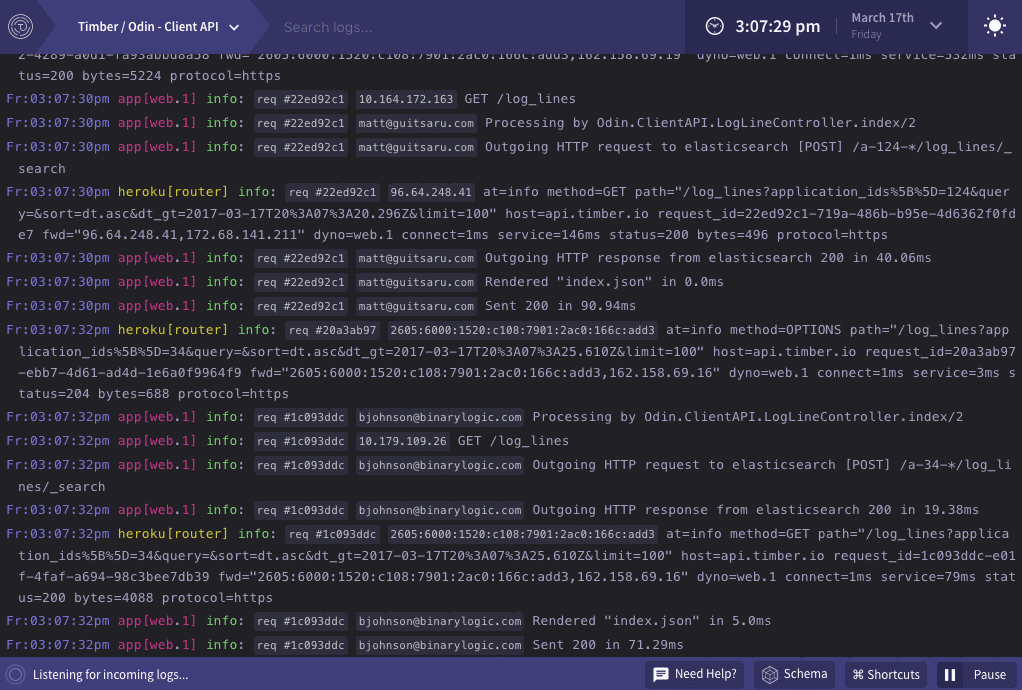 Timber / Odin - Client API
Search logs...
3:07:29 pm
March 17th
Friday
2-4289-a0d1-fa93abbd8a58 fwd="2605:6000:1520:c108:7901:2ac0:166c:add3,162.158.69.19" dyno=web.1 connect=1ms service=332ms sta
tus=200 bytes=5224 protocol=https
Fr:03:07:30pm app[web.1] info: req #22ed92c1 10.164.172.163 GET /log_lines
Fr:03:07:30pm app[web.1] info: req #22ed92c1 matt@guitsaru.com Processing by Odin.ClientAPI.LogLineController.index/2
Fr:03:07:30pm app[web.1] info: req #22ed92c1 matt@guitsaru.com Outgoing HTTP request to elasticsearch [POST] /a-124-*/log_lines/_
search
Fr:03:07:30pm heroku[router] info: req #22ed92c1 96.64.248.41 at=info method=GET path="/log_lines?application_ids%5B%5D=124&quer
y=&sort=dt.asc&dt_gt=2017-03-17T20%3A07%3A20.296Z&limit=100" host=api.timber.io request_id=22ed92c1-719a-486b-b95e-4d6362f0fd
e7 fwd="96.64.248.41,172.68.141.211" dyno=web.1 connect=1ms service=146ms status=200 bytes=496 protocol=https
Fr:03:07:30pm app[web.1] info: req #22ed92c1 matt@guitsaru.com Outgoing HTTP response from elasticsearch 200 in 40.06ms
Fr:03:07:30pm app[web.1] info: req #22ed92c1 matt@guitsaru.com Rendered "index.json" in 0.0ms
Fr:03:07:30pm app[web.1] info: req #22ed92c1 matt@guitsaru.com Sent 200 in 90.94ms
Fr:03:07:32pm heroku[router] info: req #20a3ab97 2605:6000:1520:c108:7901:2ac0:166c:add3 at=info method=OPTIONS path="/log_lines?app
lication_ids%5B%5D=34&query=&sort=dt.asc&dt_gt=2017-03-17T20%3A07%3A25.610Z&limit=100" host=api.timber.io request_id=20a3ab97
-ebb7-4d61-ad4d-1e6a0f9964f9 fwd="2605:6000:1520:c108:7901:2ac0:166c:add3,162.158.69.16" dyno=web.1 connect=1ms service=3ms s
tatus=204 bytes=688 protocol=https
Fr:03:07:32pm app[web.1] info: req #1c093ddc bjohnson@binarylogic.com Processing by Odin.ClientAPI.LogLineController.index/2
Fr:03:07:32pm app[web.1] info: req #1c093ddc 10.179.109.26 GET /log_lines
Fr:03:07:32pm app[web.1] info: req #1c093ddc bjohnson@binarylogic.com Outgoing HTTP request to elasticsearch [POST] /a-34-*/log_li
nes/_search
Fr:03:07:32pm app[web.1] info: req #1c093ddc bjohnson@binarylogic.com Outgoing HTTP response from elasticsearch 200 in 19.38ms
Fr:03:07:32pm heroku[router] info: req #1c093ddc 2605:6000:1520:c108:7901:2ac0:166c:add3 at=info method=GET path="/log_lines?applica
tion_ids%5B%5D=34&query=&sort=dt.asc&dt_gt=2017-03-17T20%3A07%3A25.610Z&limit=100" host=api.timber.io request_id=1c093ddc-e01
f-4faf-a694-98c3bee7db39 fwd="2605:6000:1520:c108:7901:2ac0:166c:add3,162.158.69.16" dyno=web.1 connect=1ms service=79ms stat
us=200 bytes=4088 protocol=https
Fr:03:07:32pm app[web.1] info: req #1c093ddc bjohnson@binarylogic.com Rendered "index.json" in 5.0ms
Fr:03:07:32pm app[web.1] info: req #1c093ddc bjohnson@binarylogic.com Sent 200 in 71.29ms
Listening for incoming logs...
Need Help?
Schema
⌘ Shortcuts
Pause